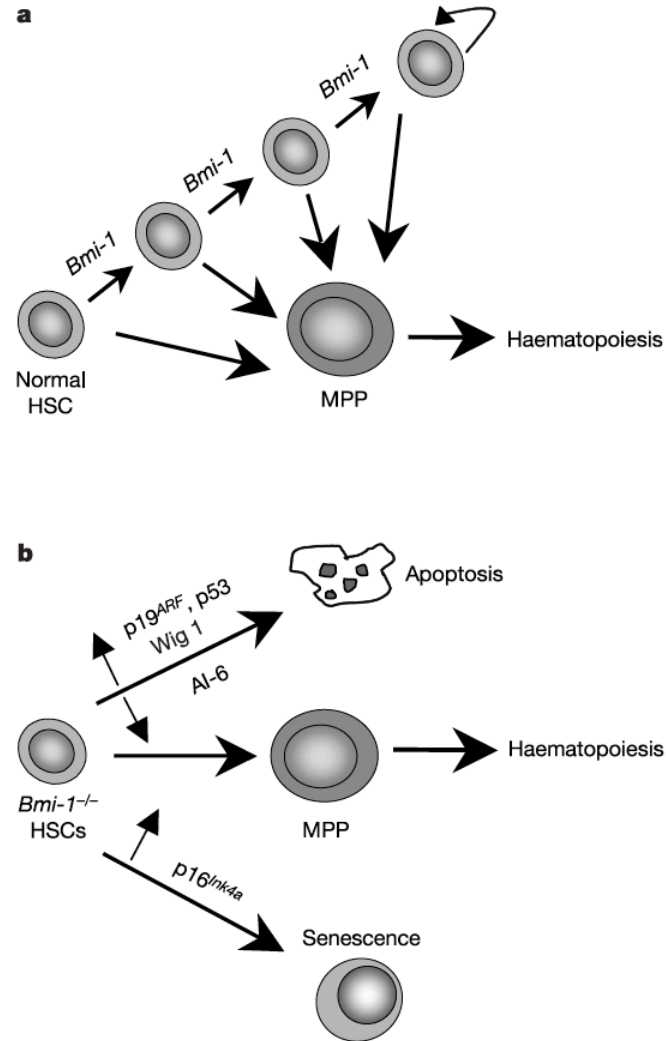 a
Bmi-1
Bmi-1
Bmi-1
Normal
HSC
MPP
Haematopoiesis
b
p19ARF, p53
Wig 1
AI-6
Apoptosis
Bmi-1–/–
HSCs
MPP
Haematopoiesis
p16Ink4a
Senescence